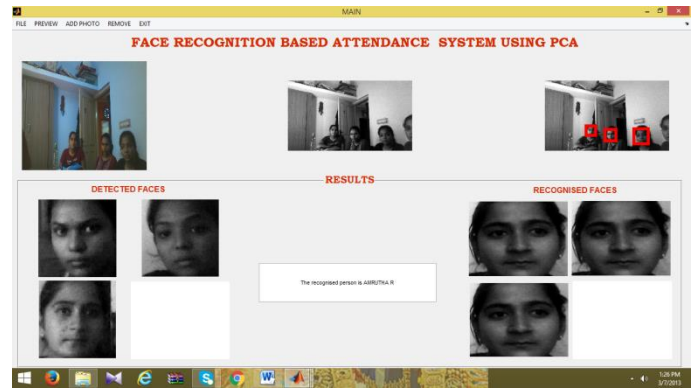 MAIN
FILE PREVIEW ADD PHOTO REMOVE EXIT
FACE RECOGNITION BASED ATTENDANCE SYSTEM USING PCA
RESULTS
DETECTED FACES
RECOGNISED FACES
The recognised person is AMRUTHA R
1:26 PM
3/7/2013